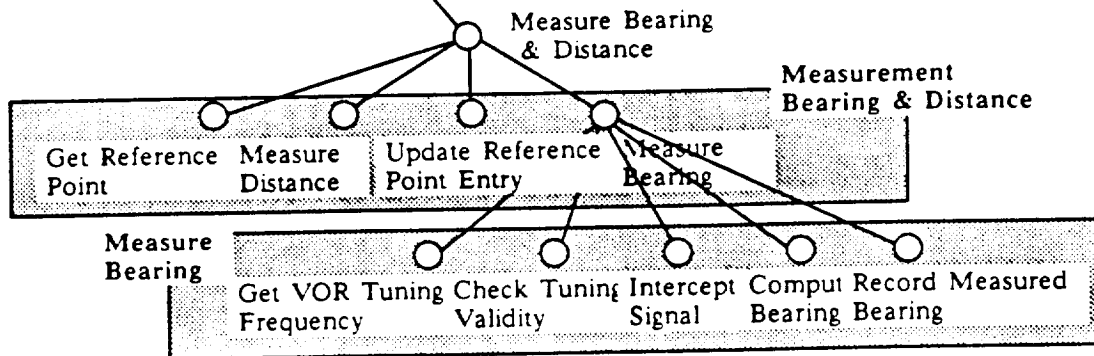 Measure Bearing
& Distance
Measurement
Bearing & Distance
Get Reference
Point
Measure
Distance
Update Reference
Point Entry
Measure
Bearing
Measure
Bearing
Get VOR Tuning
Frequency
Check Tuning
Validity
Intercept
Signal
Comput
Bearing
Record Measured
Bearing